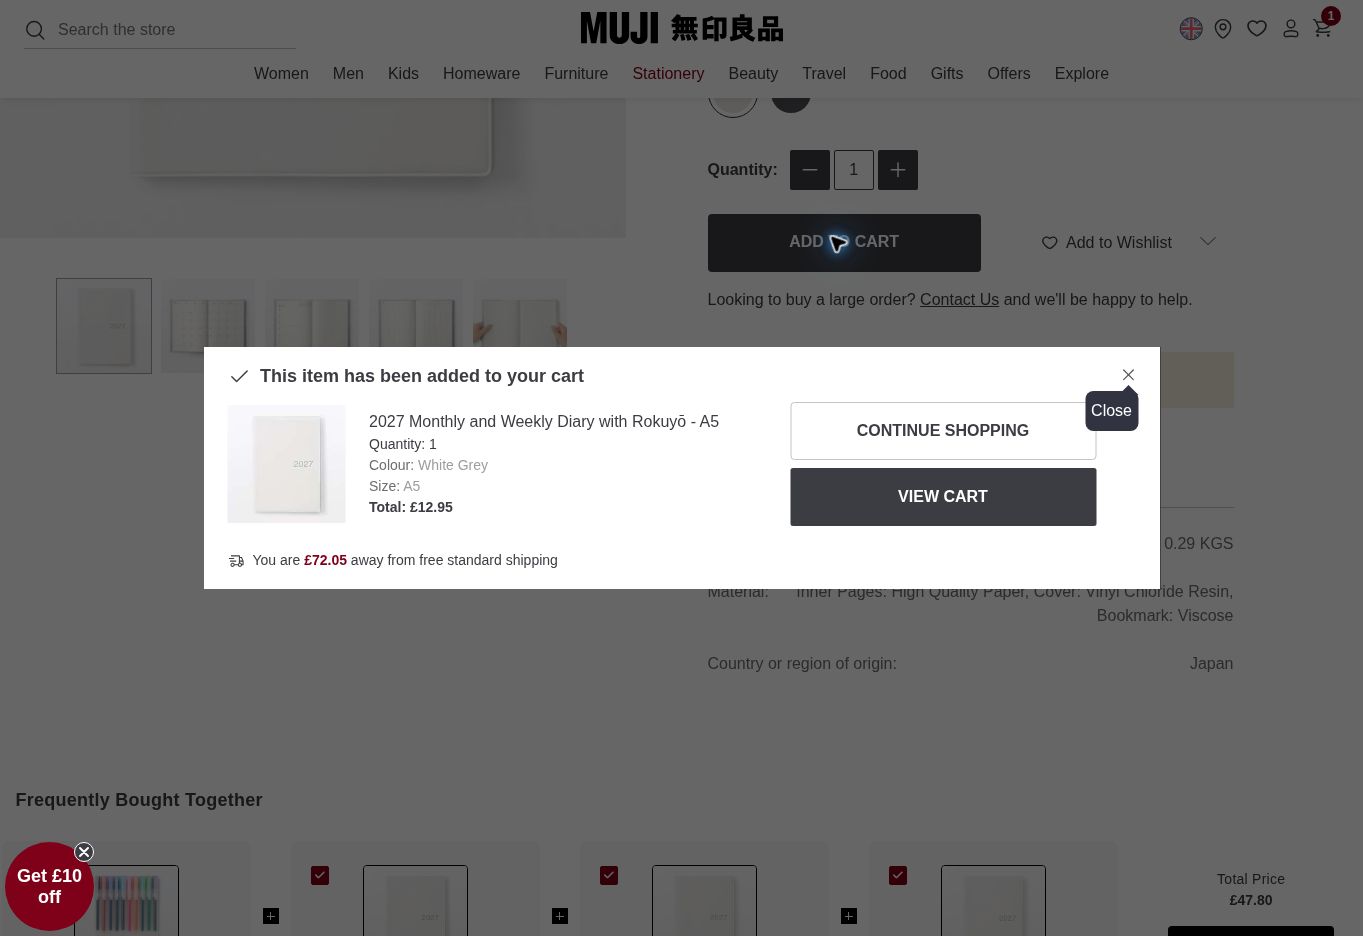 Search the store
MUJI 無印良品
1
Women Men Kids Homeware Furniture Stationery Beauty Travel Food Gifts Offers Explore
Quantity: 1
ADD TO CART
Add to Wishlist
Looking to buy a large order? Contact Us and we'll be happy to help.
2027
This item has been added to your cart
Close
2027
2027 Monthly and Weekly Diary with Rokuyō - A5
Quantity: 1
Colour: White Grey
Size: A5
Total: £12.95
CONTINUE SHOPPING
VIEW CART
You are £72.05 away from free standard shipping
0.29 KGS
Material: Inner Pages: High Quality Paper, Cover: Vinyl Chloride Resin,
Bookmark: Viscose
Country or region of origin: Japan
Frequently Bought Together
Get £10
off
2027
2027
2027
Total Price
£47.80